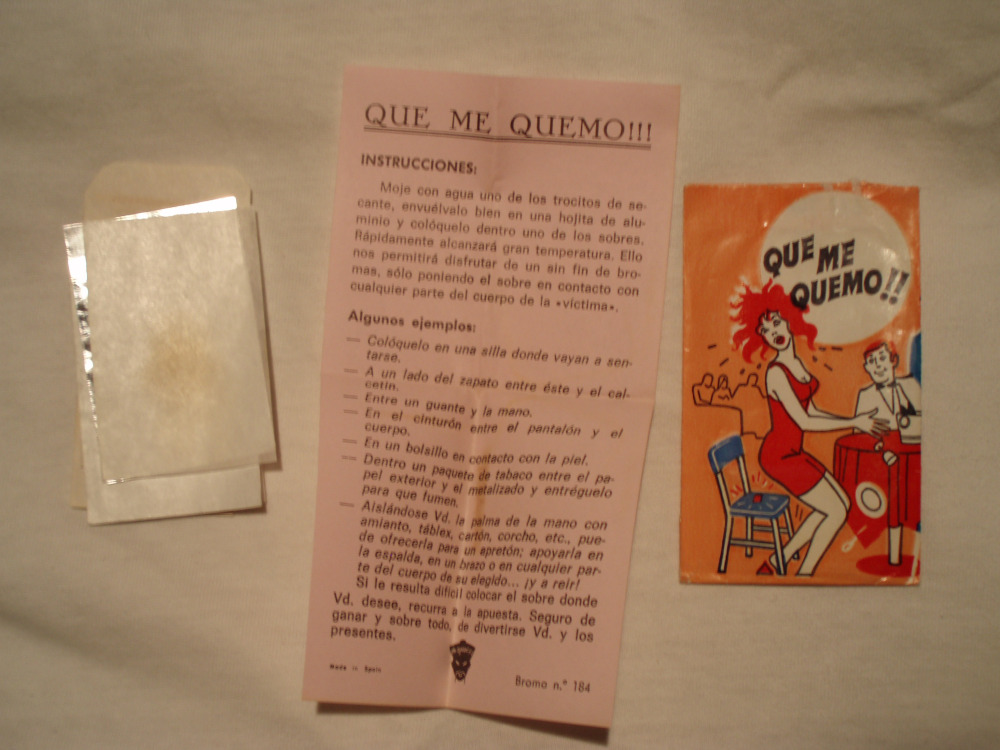 QUE ME QUEMO!!!
INSTRUCCIONES:
Moje con agua uno de los trocitos de se-
cante, envuélvalo bien en una hojita de alu-
minio y colóquelo dentro uno de los sobres.
Rápidamente alcanzará gran temperatura. Ello
nos permitirá disfrutar de un sin fin de bro-
mas, sólo poniendo el sobre en contacto con
cualquier parte del cuerpo de la «víctima».
Algunos ejemplos:
— Colóquelo en una silla donde vayan a sen-
tarse.
— A un lado del zapato entre éste y el cal-
cetín.
— Entre un guante y la mano.
— En el cinturón entre el pantalón y el
cuerpo.
— En un bolsillo en contacto con la piel.
— Dentro un paquete de tabaco entre el pa-
pel exterior y el metalizado y entréguelo
para que fumen.
— Aislándose Vd. la palma de la mano con
amianto, táblex, cartón, corcho, etc., pue-
de ofrecerla para un apretón; apoyarla en
la espalda, en un brazo o en cualquier par-
te del cuerpo de su elegido... ¡y a reir!
Si le resulta difícil colocar el sobre donde
Vd. desee, recurra a la apuesta. Seguro de
ganar y sobre todo, de divertirse Vd. y los
presentes.
Made in Spain
Bromo n.º 184
QUE ME
QUEMO!!